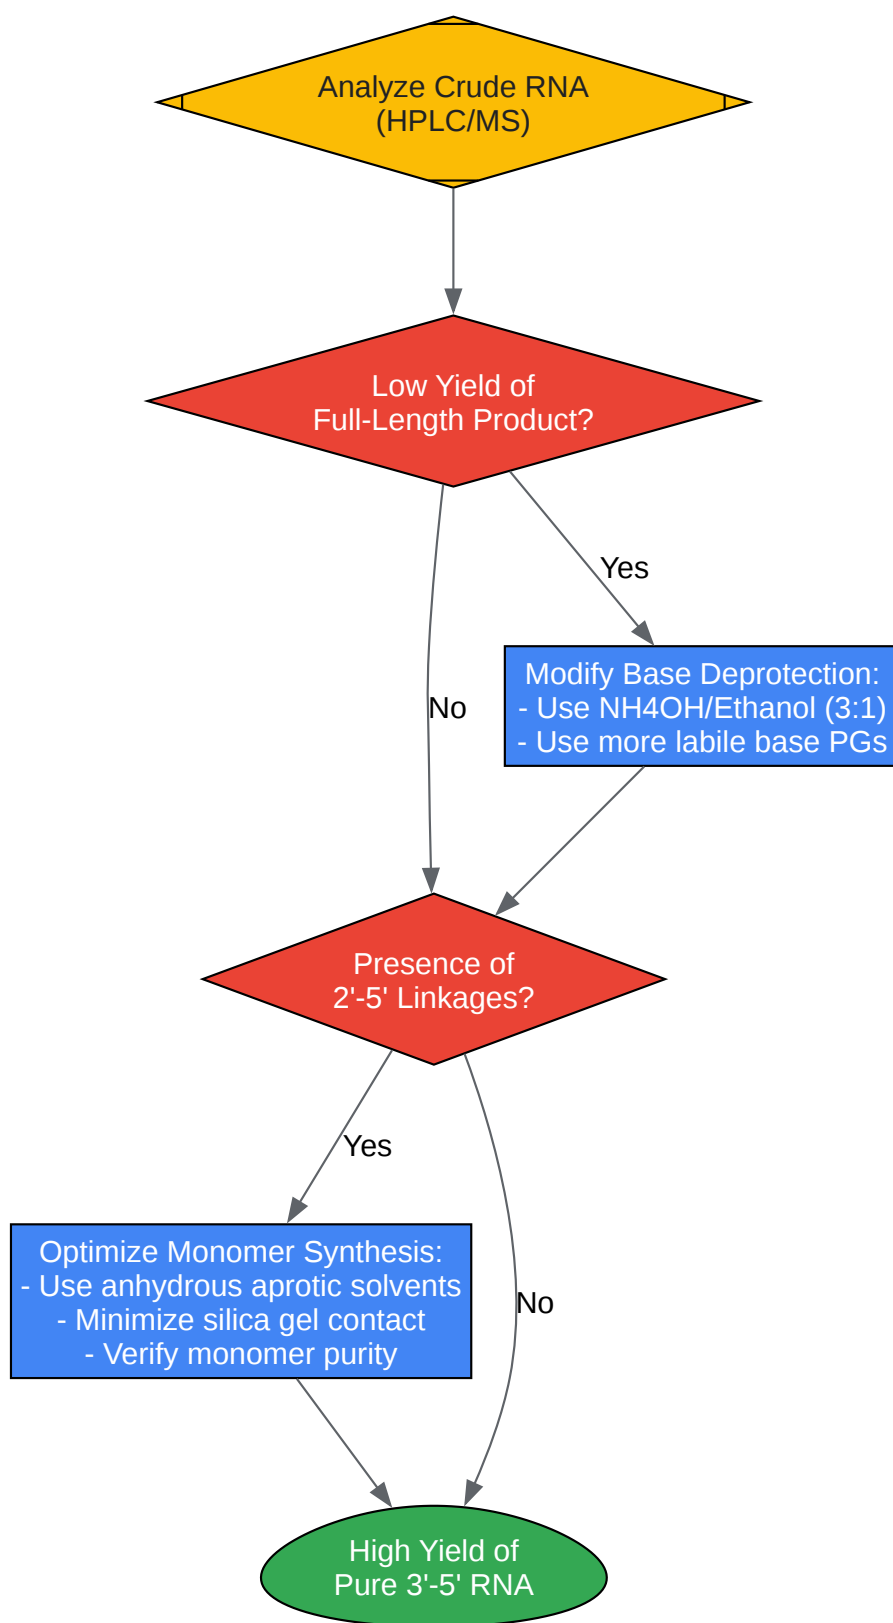 Analyze Crude RNA
(HPLC/MS)
Low Yield of
Full-Length Product?
Yes
No
Modify Base Deprotection:
- Use NH4OH/Ethanol (3:1)
- Use more labile base PGs
Presence of
2'-5' Linkages?
Yes
No
Optimize Monomer Synthesis:
- Use anhydrous aprotic solvents
- Minimize silica gel contact
- Verify monomer purity
High Yield of
Pure 3'-5' RNA